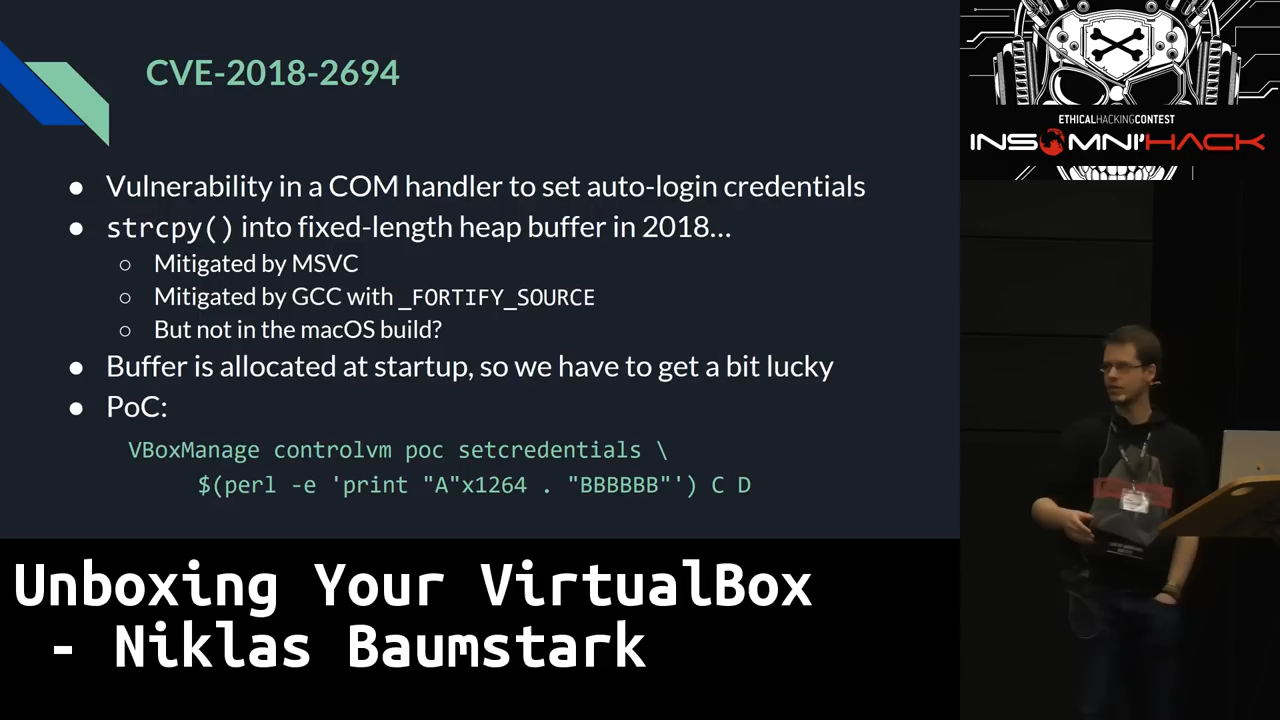 CVE-2018-2694
● Vulnerability in a COM handler to set auto-login credentials
● strcpy() into fixed-length heap buffer in 2018…
○ Mitigated by MSVC
○ Mitigated by GCC with _FORTIFY_SOURCE
○ But not in the macOS build?
● Buffer is allocated at startup, so we have to get a bit lucky
● PoC:
VBoxManage controlvm poc setcredentials \
$(perl -e 'print "A"x1264 . "BBBBBB"') C D
ETHICALHACKINGCONTEST
INSOMNI'HACK
Unboxing Your VirtualBox
- Niklas Baumstark